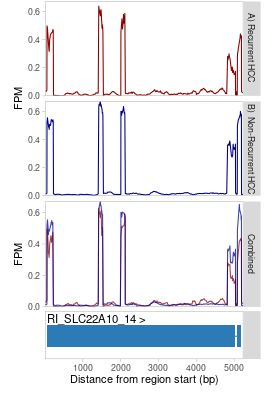 0.6
0.4
0.2
0.0
FPM
A) Recurrent HCC
0.6
0.4
0.2
0.0
B) Non-Recurrent HCC
0.6
0.4
0.2
0.0
FPM
Combined
RI_SLC22A10_14 >
1000 2000 3000 4000 5000
Distance from region start (bp)